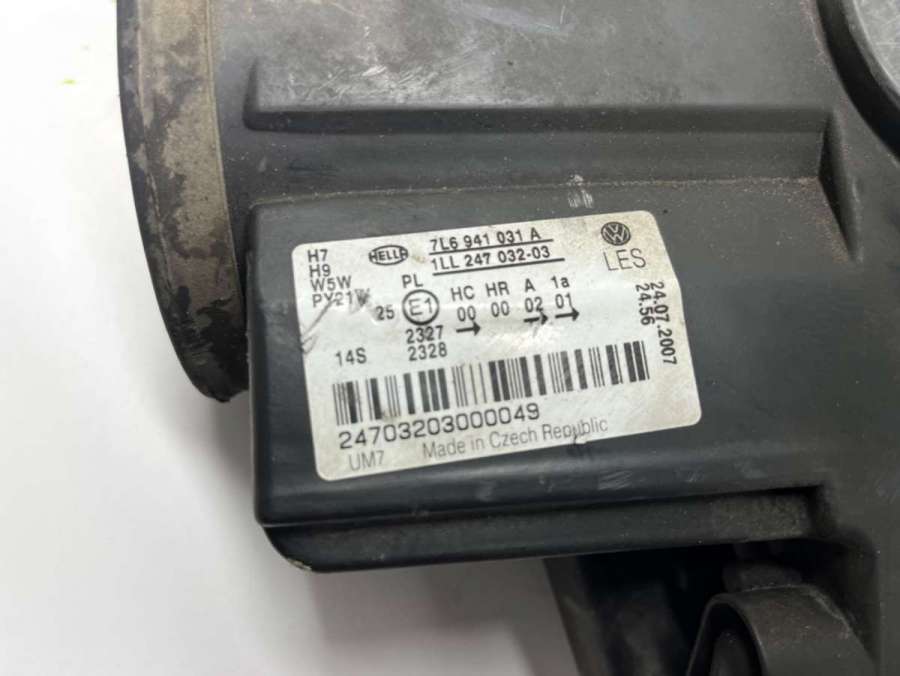 H7
H9
W5W
PY21W
HELLA
7L6 941 031 A
1LL 247 032-03
VW
LES
PL
25 E1
HC HR A 1a
00 00 02 01
2327
2328
14S
24.07.2007
24.56
24703203000049
UM7 Made in Czech Republic